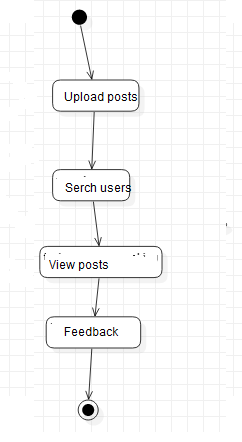 Upload posts
Serch users
View posts
Feedback